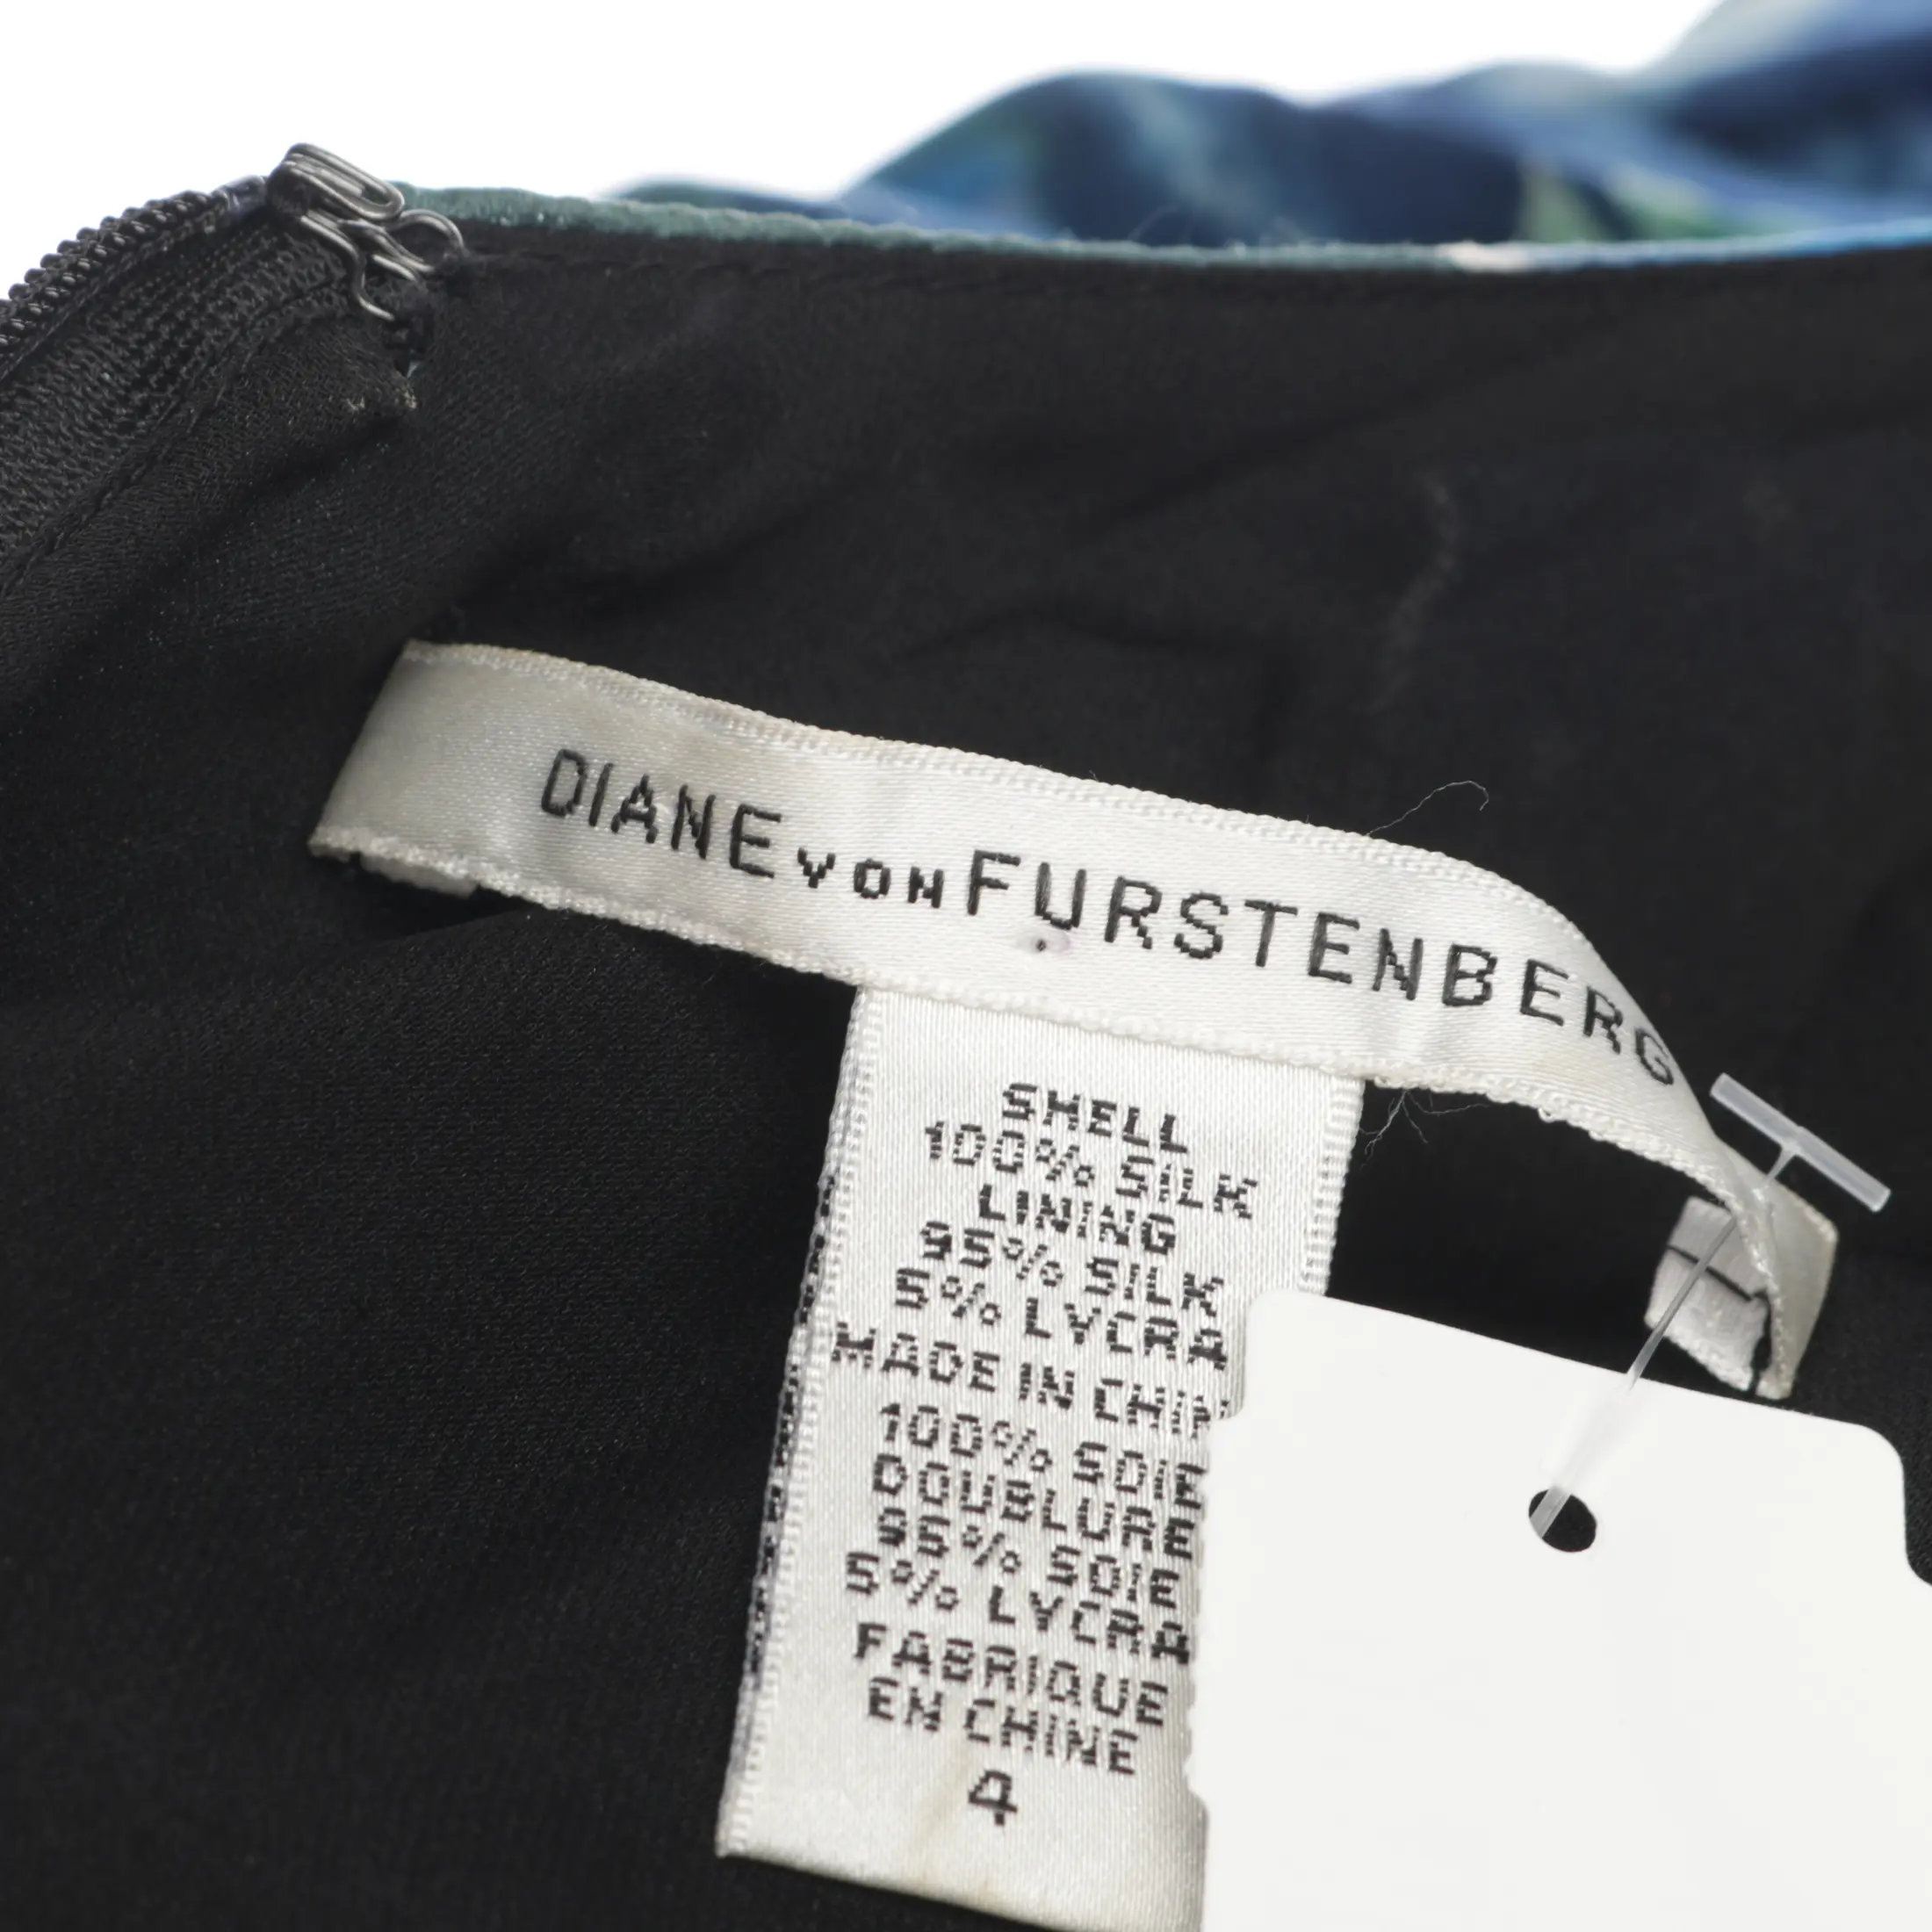 DIANE VON FURSTENBERG
SHELL
100% SILK
LINING
95% SILK
5% LYCRA
MADE IN
100% SOIE
DOUBLURE
95% SOIE
5% LYCRA
FABRIQUE
EN CHINE
4